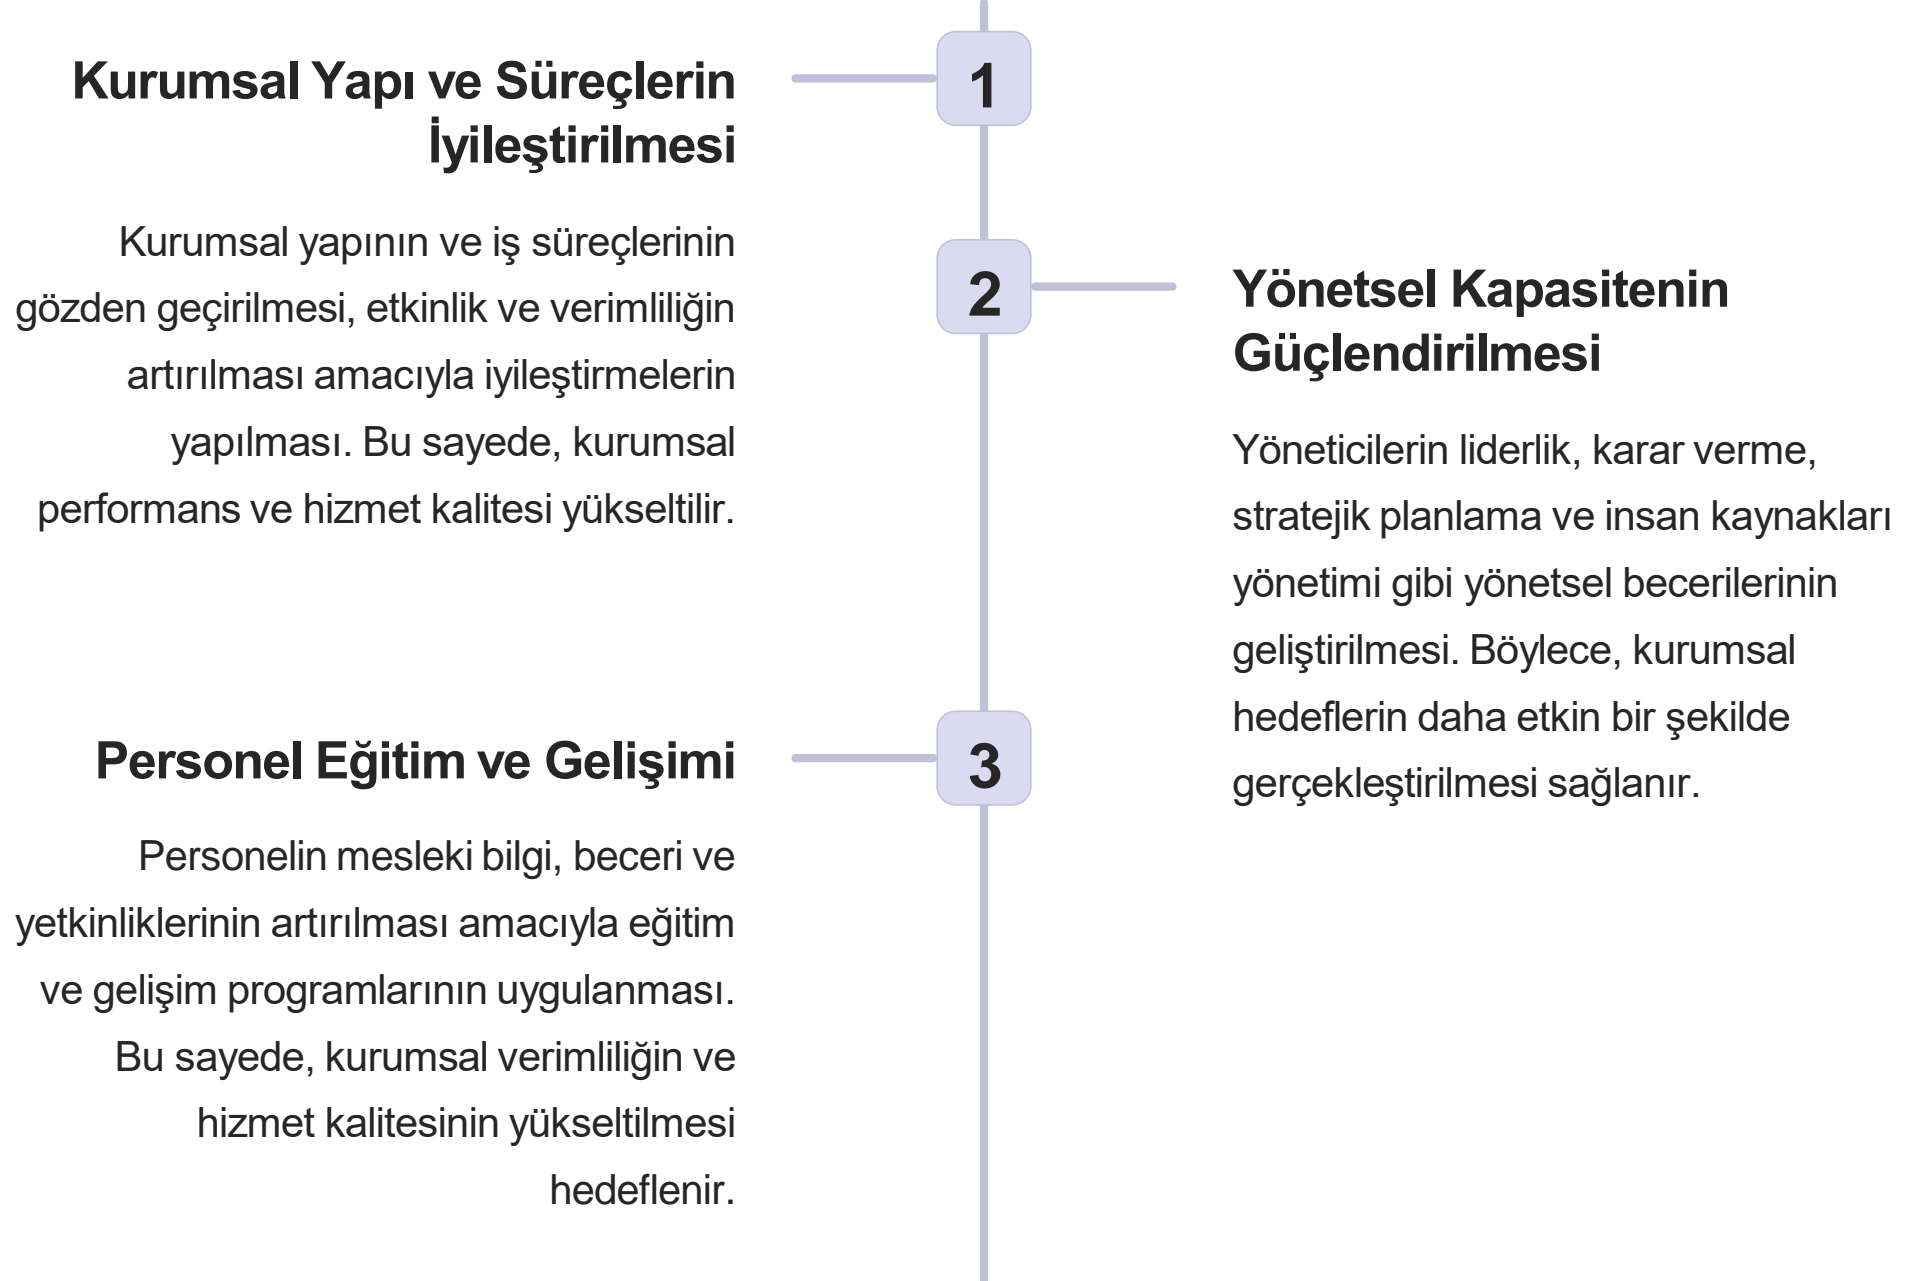 1
Kurumsal Yapı ve Süreçlerin
İyileştirilmesi
Kurumsal yapının ve iş süreçlerinin
gözden geçirilmesi, etkinlik ve verimliliğin
artırılması amacıyla iyileştirmelerin
yapılması. Bu sayede, kurumsal
performans ve hizmet kalitesi yükseltilir.
2
Yönetsel Kapasitenin
Güçlendirilmesi
Yöneticilerin liderlik, karar verme,
stratejik planlama ve insan kaynakları
yönetimi gibi yönetsel becerilerinin
geliştirilmesi. Böylece, kurumsal
hedeflerin daha etkin bir şekilde
gerçekleştirilmesi sağlanır.
3
Personel Eğitim ve Gelişimi
Personelin mesleki bilgi, beceri ve
yetkinliklerinin artırılması amacıyla eğitim
ve gelişim programlarının uygulanması.
Bu sayede, kurumsal verimliliğin ve
hizmet kalitesinin yükseltilmesi
hedeflenir.